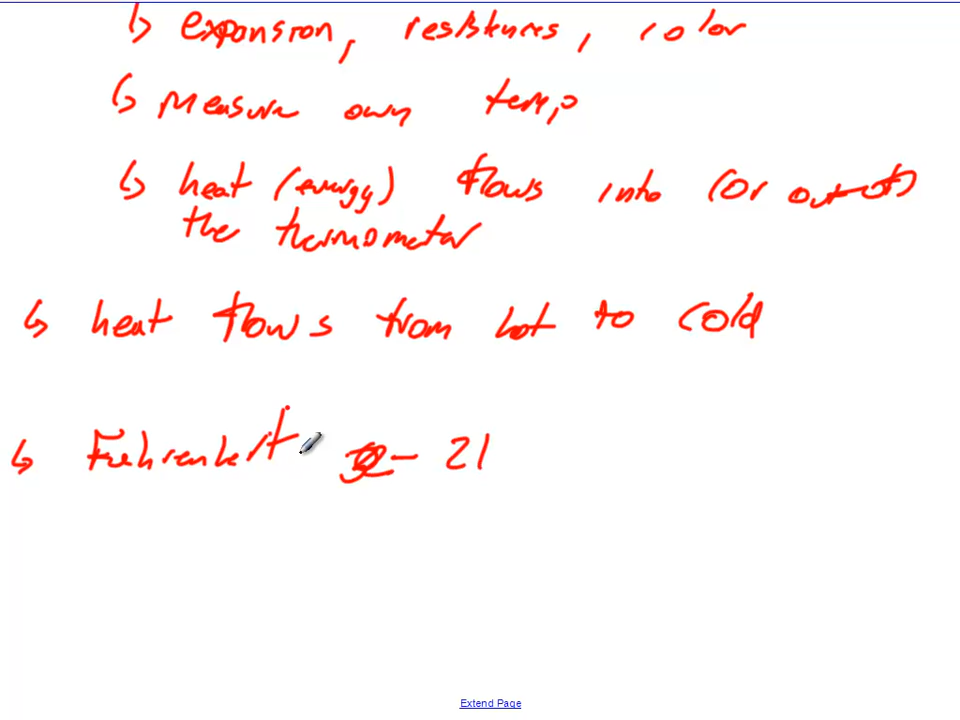 ↳ expansion, resistances, color
↳ measure own temp
↳ heat (energy) flows into (or out of)
the thermometer
↳ heat flows from hot to cold
↳ Fahrenheit - 21
Extend Page